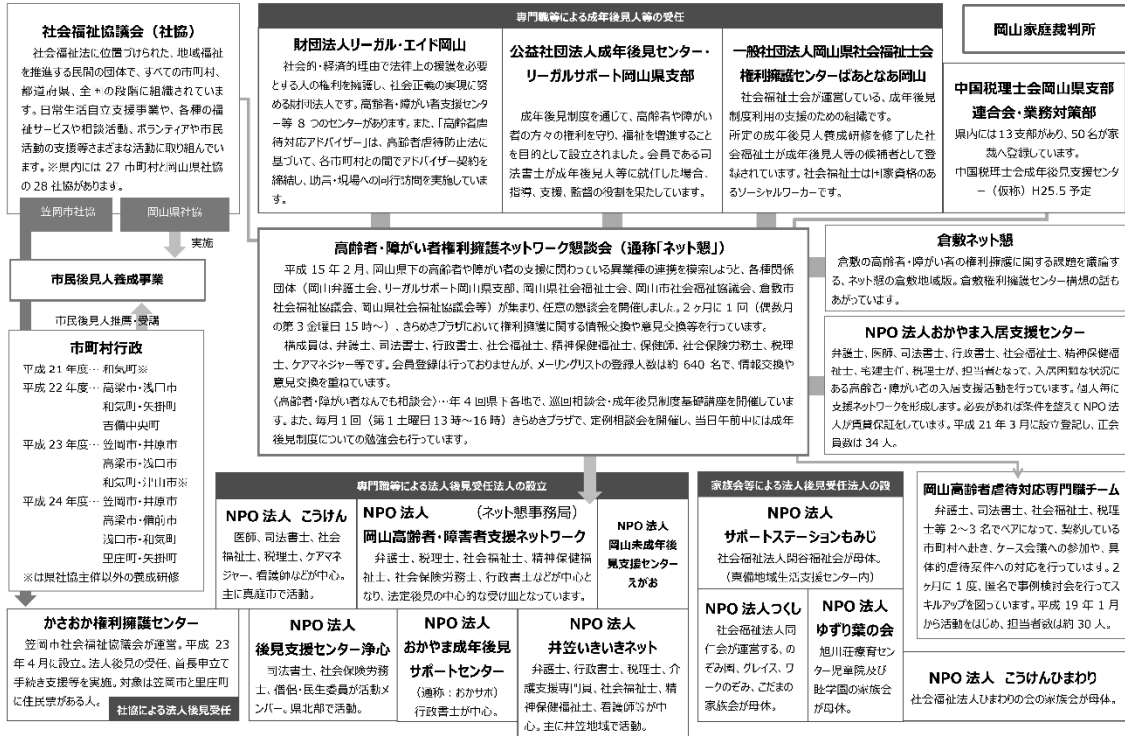 社会福祉協議会（社協）
社会福祉法に位置づけられた、地域福祉
を推進する民間の団体で、すべての市町村、
都道府県、全
の段階に組織されていま
す。日常生活自立支援事業や、各種の福
祉サービスや相談活動、ボランティアや市民
活動の支援等さまざまな活動に取り組んでい
ます。※県内には 27 市町村と岡山県社協
の 28 社協があります。
笠岡市社協
岡山県社協
実施
市民後見人養成事業
市民後見人推薦・受講
市町村行政
平成 21 年度… 和気町※
平成 22 年度… 高梁市・浅口市
和気町・矢掛町
吉備中央町
平成 23 年度… 笠岡市・井原市
高梁市・浅口市
和気町・津山市※
平成 24 年度… 笠岡市・井原市
高梁市・備前市
浅口市・和気町
里庄町・矢掛町
※は県社協主催以外の養成研修
かさおか権利擁護センター
笠岡市社会福祉協議会が運営。平成 23
年 4 月に設立。法人後見の受任、首長申立て
手続き支援等を実施。対象は笠岡市と里庄町
に住民票がある人。
社協による法人後見受任
専門職等による成年後見人等の受任
財団法人リーガル・エイド岡山
社会的・経済的理由で法律上の援護を必要
とする人の権利を擁護し、社会正義の実現に努
める財団法人です。高齢者・障がい者支援センタ
ー等 8 つのセンターがあります。また、「高齢者虐
待対応アドバイザー」は、高齢者虐待防止法に
基づいて、各市町村との間でアドバイザー契約を
締結し、助言・現場への同行訪問を実施していま
す。
公益社団法人成年後見センター・
リーガルサポート岡山県支部
成年後見制度を通じて、高齢者や障がい
者の方々の権利を守り、福祉を増進すること
を目的として設立されました。会員である司
法書士が成年後見人等に就任した場合、
指導、支援、監督の役割を果たしています。
一般社団法人岡山県社会福祉士会
権利擁護センターぱあとなあ岡山
社会福祉士会が運営している、成年後見
制度利用の支援のための組織です。
所定の成年後見人養成研修を修了した社
会福祉士が成年後見人等の候補者として登
録されています。社会福祉士は国家資格のあ
るソーシャルワーカーです。
岡山家庭裁判所
中国税理士会岡山県支部
連合会・業務対策部
県内には 13 支部があり、50 名が家
裁へ登録しています。
中国税理士会成年後見支援センタ
ー（仮称）H25.5 予定
高齢者・障がい者権利擁護ネットワーク懇談会（通称「ネット懇」）
平成 15 年 2 月、岡山県下の高齢者や障がい者の支援に関わっている異業種の連携を模索しようと、各種関係
団体（岡山弁護士会、リーガルサポート岡山県支部、岡山県社会福祉士会、岡山市社会福祉協議会、倉敷市
社会福祉協議会、岡山県社会福祉協議会等）が集まり、任意の懇談会を開催しました。2 ヶ月に 1 回（偶数月
の第 3 金曜日 15 時～）、きらめきプラザにおいて権利擁護に関する情報交換や意見交換等を行っています。
構成員は、弁護士、司法書士、行政書士、社会福祉士、精神保健福祉士、保健師、社会保険労務士、税理
士、ケアマネジャー等です。会員登録は行っておりませんが、メーリングリストの登録人数は約 640 名で、情報交換や
意見交換を重ねています。
〈高齢者・障がい者なんでも相談会〉…年 4 回県下各地で、巡回相談会・成年後見制度基礎講座を開催してい
ます。また、毎月 1 回（第 1 土曜日 13 時～16 時）きらめきプラザで、定例相談会を開催し、当日午前中には成年
後見制度についての勉強会も行っています。
倉敷ネット懇
倉敷の高齢者・障がい者の権利擁護に関する課題を議論す
る、ネット懇の倉敷地域版。倉敷権利擁護センター構想の話も
あがっています。
NPO 法人おかやま入居支援センター
弁護士、医師、司法書士、行政書士、社会福祉士、精神保健福
祉士、宅建主任、税理士が、担当者となって、入居困難な状況に
ある高齢者・障がい者の入居支援活動を行っています。個人毎に
支援ネットワークを形成します。必要があれば条件を整えて NPO 法
人が賃貸保証をしています。平成 21 年 3 月に設立登記し、正会
員数は 34 人。
岡山高齢者虐待対応専門職チーム
弁護士、司法書士、社会福祉士、税理
士等 2～3 名でペアになって、契約している
市町村へ赴き、ケース会議への参加や、具
体的虐待案件への対応を行っています。2
ヶ月に 1 度、匿名で事例検討会を行ってス
キルアップを図っています。平成 19 年 1 月
から活動をはじめ、担当者数は約 30 人。
NPO 法人 こうけんひまわり
社会福祉法人ひまわりの会の家族会が母体。
専門職等による法人後見受任法人の設立
NPO 法人 こうけん
医師、司法書士、社会
福祉士、税理士、ケアマネ
ジャー、看護師などが中心。
主に真庭市で活動。
NPO 法人 （ネット懇事務局）
岡山高齢者・障害者支援ネットワーク
弁護士、税理士、社会福祉士、精神保健福
祉士、社会保険労務士、行政書士などが中心と
なり、法定後見の中心的な受け皿となっています。
NPO 法人
岡山未成年後
見支援センター
えがお
NPO 法人
後見支援センター浄心
司法書士、社会保険労務
士、僧侶・民生委員が活動メ
ンバー。県北部で活動。
NPO 法人
おかやま成年後見
サポートセンター
（通称：おかサポ）
行政書士が中心。
NPO 法人
井笠いきいきネット
弁護士、行政書士、税理士、介
護支援専門員、社会福祉士、精
神保健福祉士、看護師等が中
心。主に井笠地域で活動。
家族会等による法人後見受任法人の設
NPO 法人
サポートステーションもみじ
社会福祉法人閑谷福祉会が母体。
（真備地域生活支援センター内）
NPO 法人つくし
社会福祉法人同
仁会が運営する、の
ぞみ園、グレイス、ワ
ークのぞみ、こだまの
家族会が母体。
NPO 法人
ゆずり葉の会
旭川荘療育セン
ター児童院及び
睦学園の家族会
が母体。